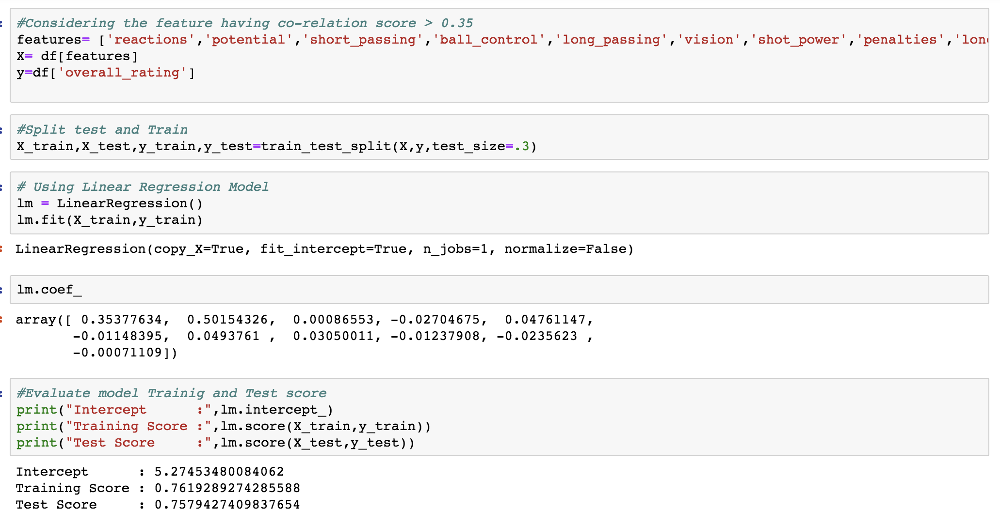 #Considering the feature having co-relation score > 0.35
features= ['reactions','potential','short_passing','ball_control','long_passing','vision','shot_power','penalties','long
X= df[features]
y=df['overall_rating']
#Split test and Train
X_train,X_test,y_train,y_test=train_test_split(X,y,test_size=.3)
# Using Linear Regression Model
lm = LinearRegression()
lm.fit(X_train,y_train)
LinearRegression(copy_X=True, fit_intercept=True, n_jobs=1, normalize=False)
lm.coef_
array([ 0.35377634,  0.50154326,  0.00086553, -0.02704675,  0.04761147,
       -0.01148395,  0.0493761 ,  0.03050011, -0.01237908, -0.0235623 ,
       -0.00071109])
#Evaluate model Trainig and Test score
print("Intercept      :",lm.intercept_)
print("Training Score :",lm.score(X_train,y_train))
print("Test Score     :",lm.score(X_test,y_test))
Intercept      : 5.27453480084062
Training Score : 0.7619289274285588
Test Score     : 0.7579427409837654